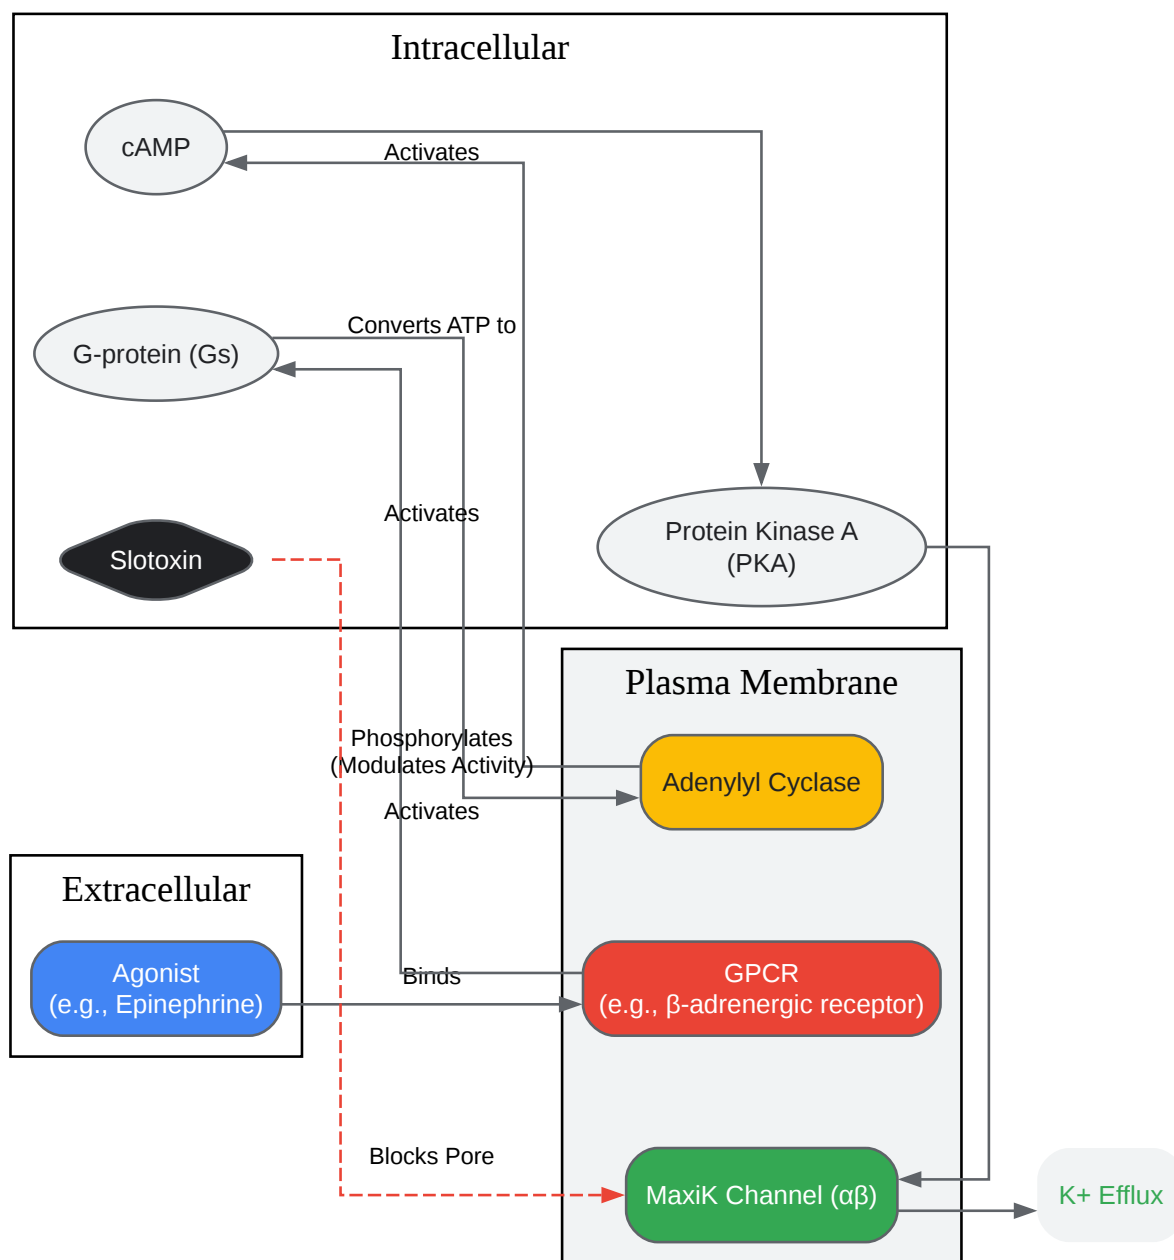 Intracellular
cAMP
Activates
Converts ATP to
G-protein (Gs)
Activates
Slotoxin
Protein Kinase A
(PKA)
Plasma Membrane
Phosphorylates
(Modulates Activity)
Adenylyl Cyclase
Activates
Extracellular
Agonist
(e.g., Epinephrine)
Binds
GPCR
(e.g., β-adrenergic receptor)
Blocks Pore
MaxiK Channel (αβ)
K+ Efflux